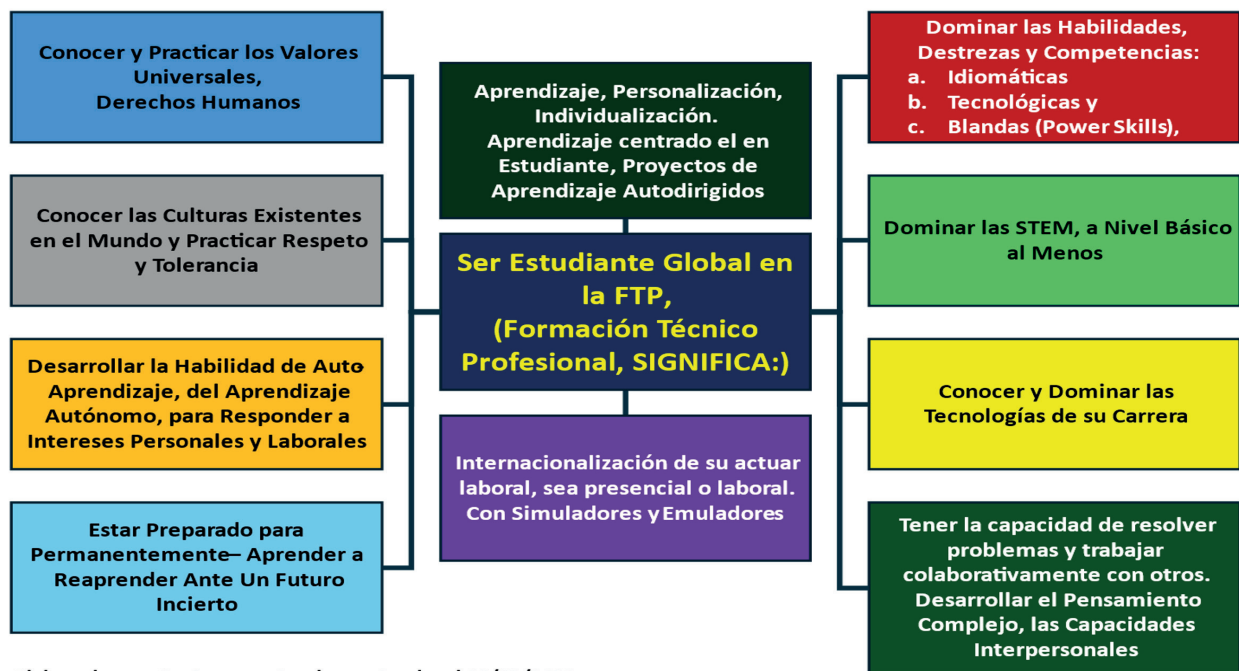 Conocer y Practicar los Valores
Universales,
Derechos Humanos
Conocer las Culturas Existentes
en el Mundo y Practicar Respeto
y Tolerancia
Desarrollar la Habilidad de Auto-
Aprendizaje, del Aprendizaje
Autónomo, para Responder a
Intereses Personales y Laborales
Estar Preparado para
Permanentemente– Aprender a
Reaprender Ante Un Futuro
Incierto
Aprendizaje, Personalización,
Individualización.
Aprendizaje centrado el en
Estudiante, Proyectos de
Aprendizaje Autodirigidos
Ser Estudiante Global en
la FTP,
(Formación Técnico
Profesional, SIGNIFICA:)
Internacionalización de su actuar
laboral, sea presencial o laboral.
Con Simuladores y Emuladores
Dominar las Habilidades,
Destrezas y Competencias:
a. Idiomáticas
b. Tecnológicas y
c. Blandas (Power Skills),
Dominar las STEM, a Nivel Básico
al Menos
Conocer y Dominar las
Tecnologías de su Carrera
Tener la capacidad de resolver
problemas y trabajar
colaborativamente con otros.
Desarrollar el Pensamiento
Complejo, las Capacidades
Interpersonales